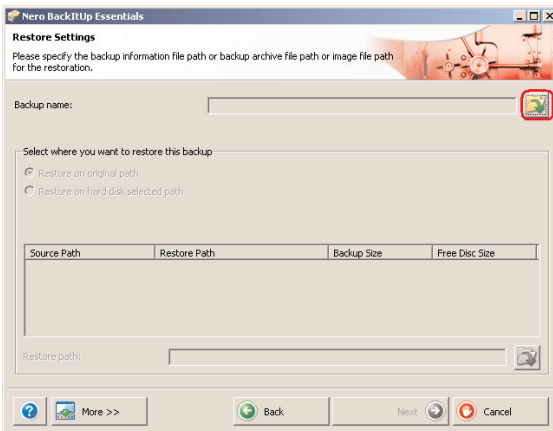 Nero BackItUp Essentials
Restore Settings
Please specify the backup information file path or backup archive file path or image file path
for the restoration.
Backup name:
Select where you want to restore this backup
Restore on original path
Restore on hard disk selected path
Source Path Restore Path Backup Size Free Disc Size
Restore path:
More >> Back Next Cancel